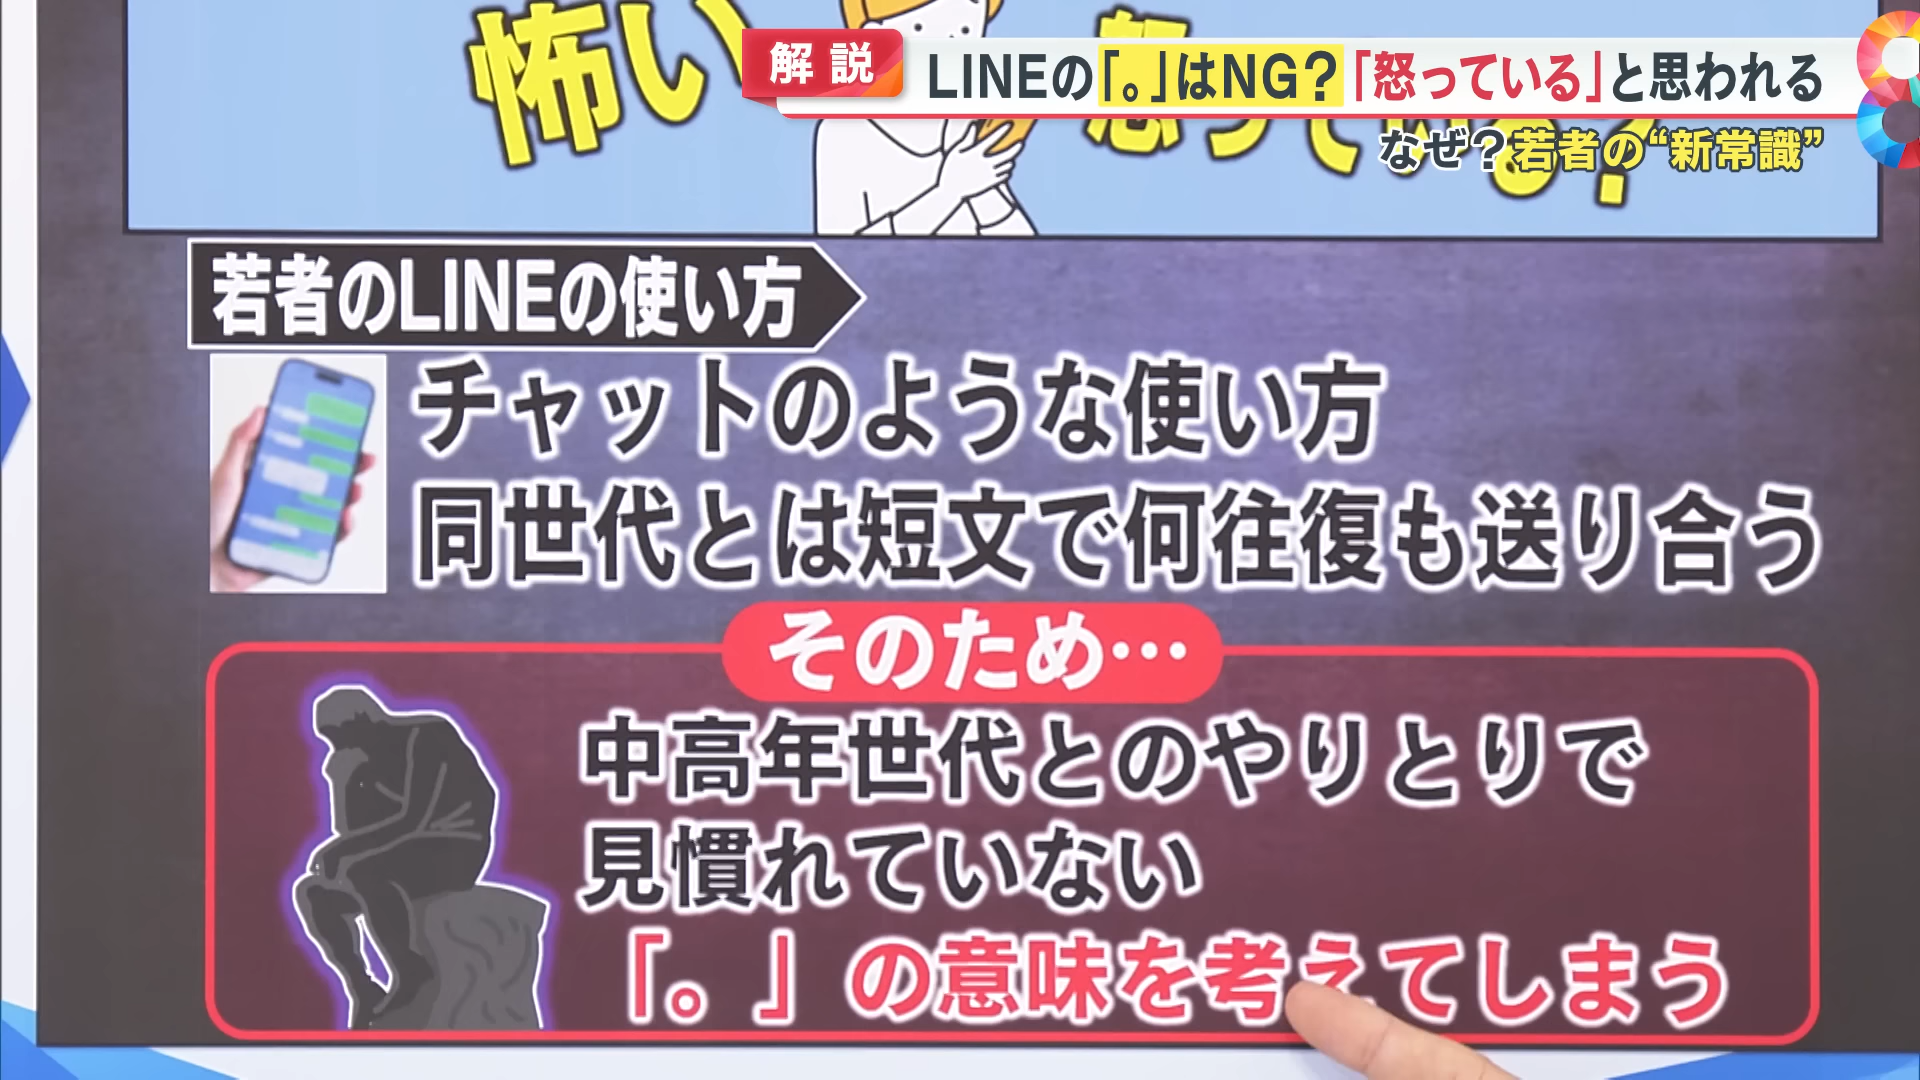 解説
LINEの「。」はNG?「怒っている」と思われる
なぜ?若者の“新常識”
怖い
怒っている?
若者のLINEの使い方
チャットのような使い方
同世代とは短文で何往復も送り合う
そのため…
中高年世代とのやりとりで
見慣れていない
「。」の意味を考えてしまう